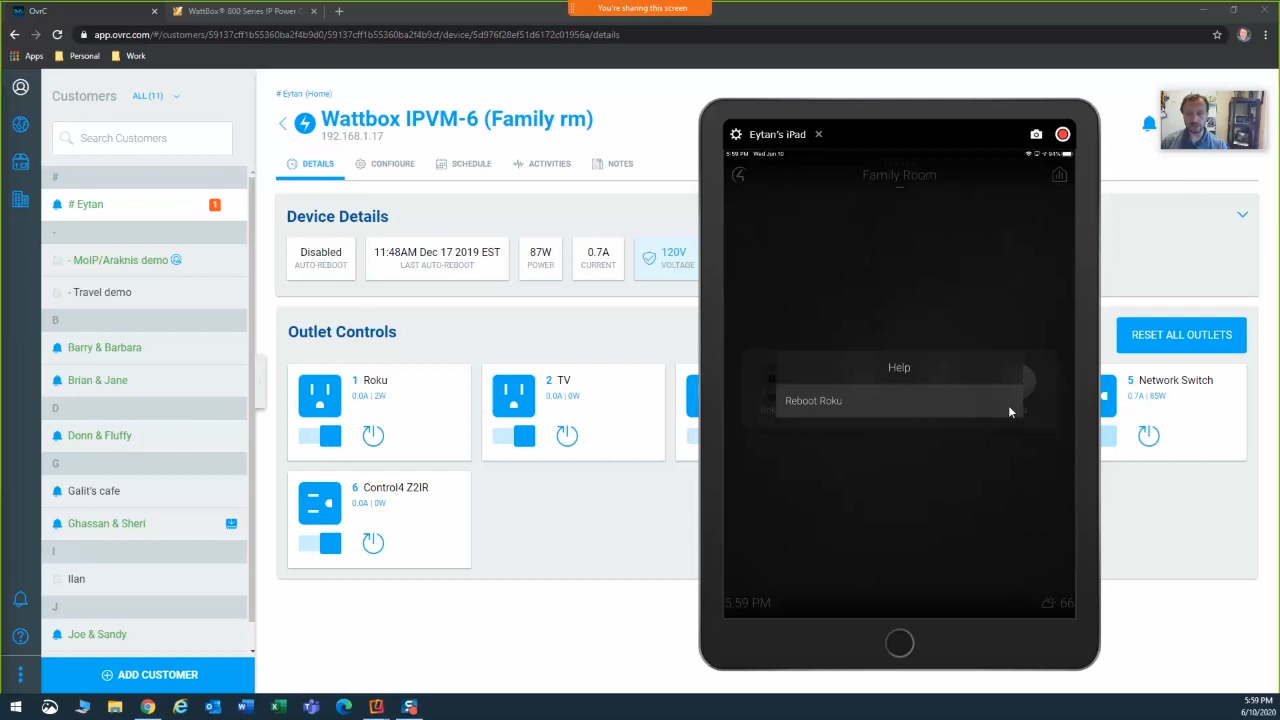 OvrC
WattBox® 800 Series IP Power C
You're sharing this screen
app.ovrc.com/#/customers/59137cff1b55360ba2f4b9d0/59137cff1b55360ba2f4b9cf/device/5d976f28ef51d6172c01956a/details
Apps
Personal
Work
Customers
ALL (11)
Search Customers
#
# Eytan
1
-
- MoIP/Araknis demo
- Travel demo
B
Barry & Barbara
Brian & Jane
D
Donn & Fluffy
G
Galit's cafe
Ghassan & Sheri
I
Ilan
J
Joe & Sandy
ADD CUSTOMER
# Eytan (Home)
Wattbox IPVM-6 (Family rm)
192.168.1.17
DETAILS
CONFIGURE
SCHEDULE
ACTIVITIES
NOTES
Device Details
Disabled
AUTO-REBOOT
11:48AM Dec 17 2019 EST
LAST AUTO-REBOOT
87W
POWER
0.7A
CURRENT
120V
VOLTAGE
Outlet Controls
RESET ALL OUTLETS
1 Roku
0.0A | 2W
2 TV
0.0A | 0W
5 Network Switch
0.7A | 85W
6 Control4 Z2IR
0.0A | 0W
Eytan's iPad
5:59 PM Wed Jun 10
94%
Family Room
Help
Reboot Roku
5:59 PM
66
5:59 PM
6/10/2020